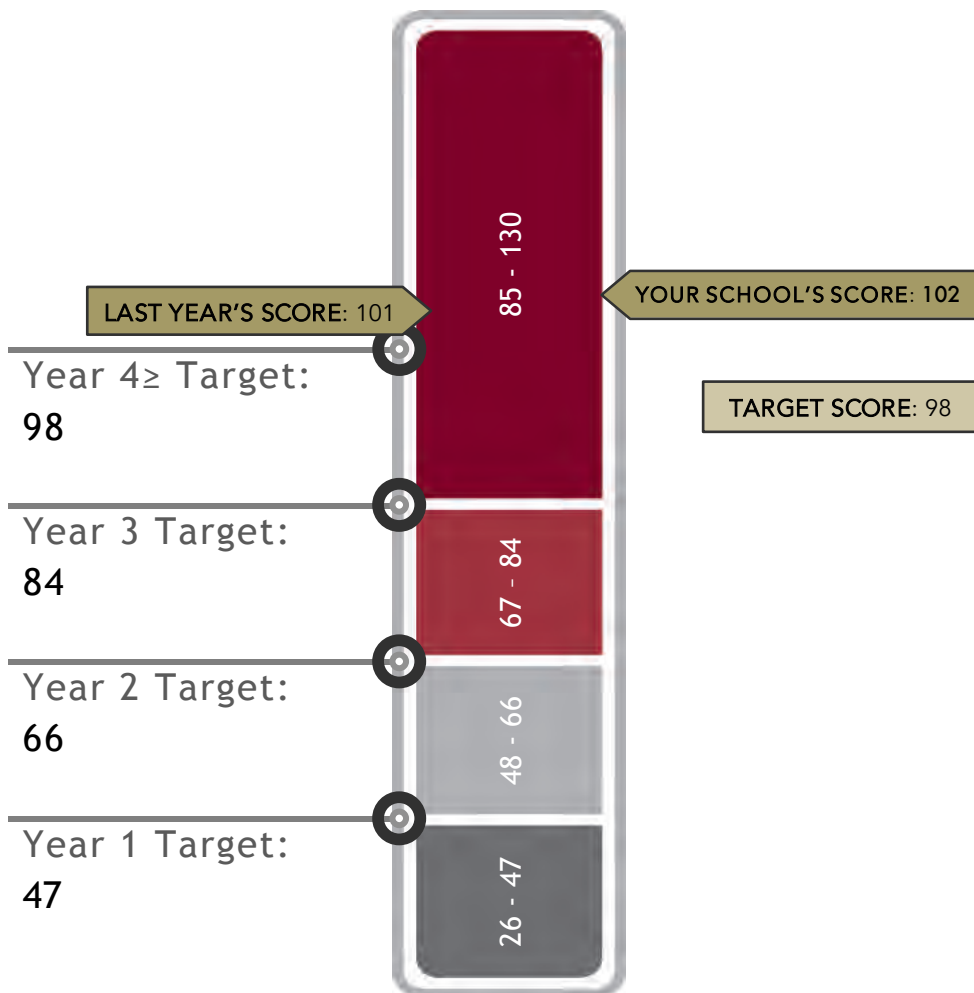 85 - 130
YOUR SCHOOL'S SCORE: 102
LAST YEAR'S SCORE: 101
Year 4≥ Target:
98
TARGET SCORE: 98
Year 3 Target:
84
67 - 84
Year 2 Target:
66
48 - 66
Year 1 Target:
47
26 - 47